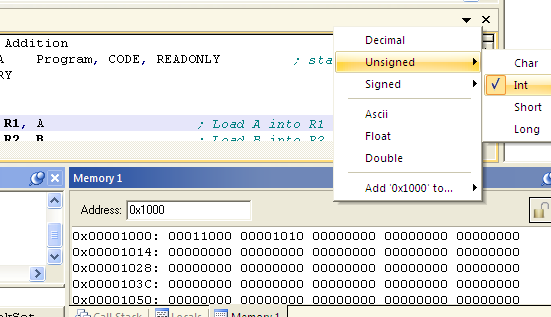 Addition
A Program, CODE, READONLY ; sta
RY
R1, A ; Load A into R1
R2, B ; Load B into R2
Decimal
Unsigned
Signed
Ascii
Float
Double
Add '0x1000' to...
Char
Int
Short
Long
Memory 1
Address: 0x1000
0x00001000: 00011000 00001010 00000000 00000000 00000000
0x00001014: 00000000 00000000 00000000 00000000 00000000
0x00001028: 00000000 00000000 00000000 00000000 00000000
0x0000103C: 00000000 00000000 00000000 00000000 00000000
0x00001050: 00000000 00000000 00000000 00000000 00000000
Call Stack Locals Memory 1